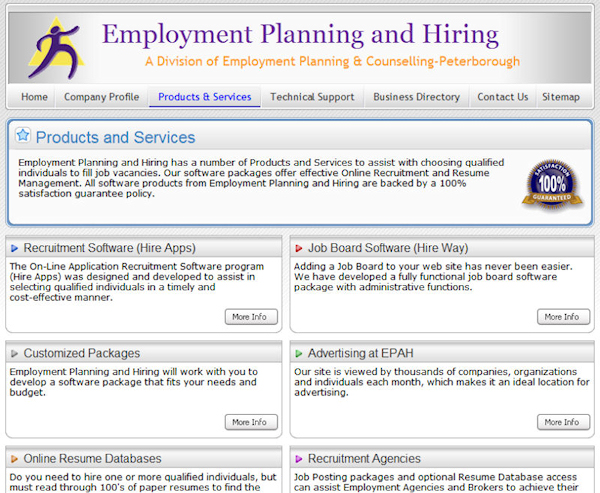 Employment Planning and Hiring
A Division of Employment Planning & Counselling-Peterborough
Home Company Profile Products & Services Technical Support Business Directory Contact Us Sitemap
Products and Services
Employment Planning and Hiring has a number of Products and Services to assist with choosing qualified
individuals to fill job vacancies. Our software packages offer effective Online Recruitment and Resume
Management. All software products from Employment Planning and Hiring are backed by a 100%
satisfaction guarantee policy.
SATISFACTION
100%
GUARANTEED
Recruitment Software (Hire Apps)
The On-Line Application Recruitment Software program
(Hire Apps) was designed and developed to assist in
selecting qualified individuals in a timely and
cost-effective manner.
More Info
Job Board Software (Hire Way)
Adding a Job Board to your web site has never been easier.
We have developed a fully functional job board software
package with administrative functions.
More Info
Customized Packages
Employment Planning and Hiring will work with you to
develop a software package that fits your needs and
budget.
More Info
Advertising at EPAH
Our site is viewed by thousands of companies, organizations
and individuals each month, which makes it an ideal location for
advertising.
More Info
Online Resume Databases
Do you need to hire one or more qualified individuals, but
must read through 100's of paper resumes to find the
Recruitment Agencies
Job Posting packages and optional Resume Database access
can assist Employment Agencies and Brokers to achieve their